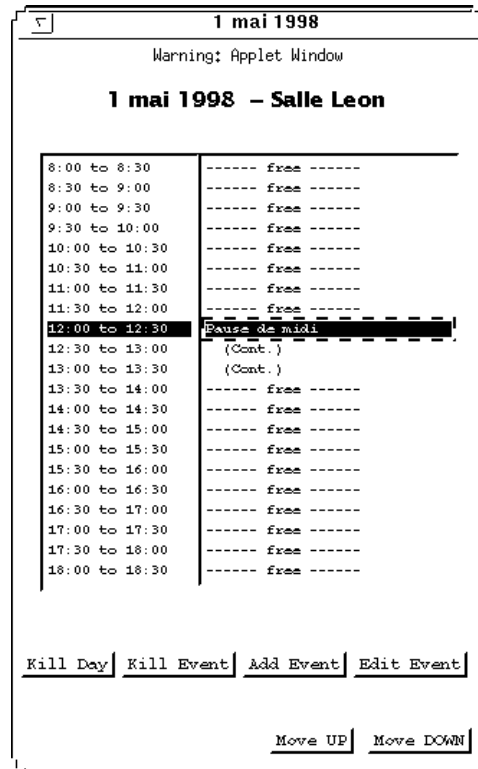 1 mai 1998
Warning: Applet Window
1 mai 1998 – Salle Leon
8:00 to 8:30 ------ free ------
8:30 to 9:00 ------ free ------
9:00 to 9:30 ------ free ------
9:30 to 10:00 ------ free ------
10:00 to 10:30 ------ free ------
10:30 to 11:00 ------ free ------
11:00 to 11:30 ------ free ------
11:30 to 12:00 ------ free ------
12:00 to 12:30 Pause de midi
12:30 to 13:00 (Cont.)
13:00 to 13:30 (Cont.)
13:30 to 14:00 ------ free ------
14:00 to 14:30 ------ free ------
14:30 to 15:00 ------ free ------
15:00 to 15:30 ------ free ------
15:30 to 16:00 ------ free ------
16:00 to 16:30 ------ free ------
16:30 to 17:00 ------ free ------
17:00 to 17:30 ------ free ------
17:30 to 18:00 ------ free ------
18:00 to 18:30 ------ free ------
Kill Day Kill Event Add Event Edit Event
Move UP Move DOWN